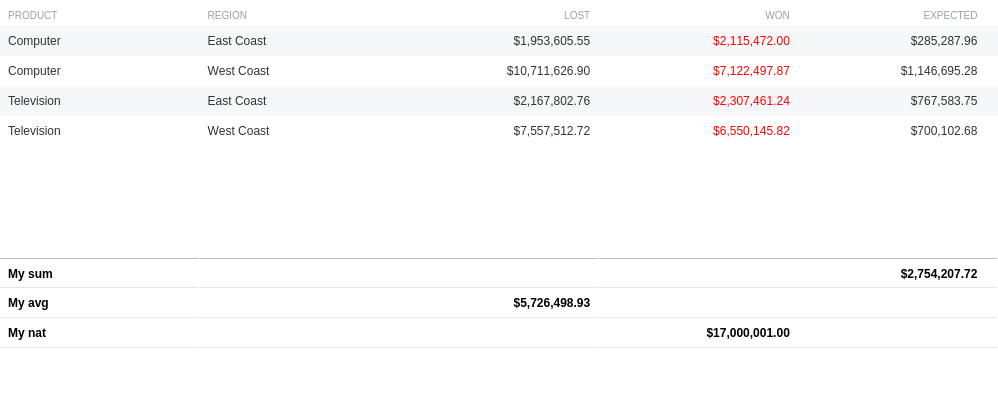 PRODUCT REGION LOST WON EXPECTED
Computer East Coast $1,953,605.55 $2,115,472.00 $285,287.96
Computer West Coast $10,711,626.90 $7,122,497.87 $1,146,695.28
Television East Coast $2,167,802.76 $2,307,461.24 $767,583.75
Television West Coast $7,557,512.72 $6,550,145.82 $700,102.68
My sum $2,754,207.72
My avg $5,726,498.93
My nat $17,000,001.00